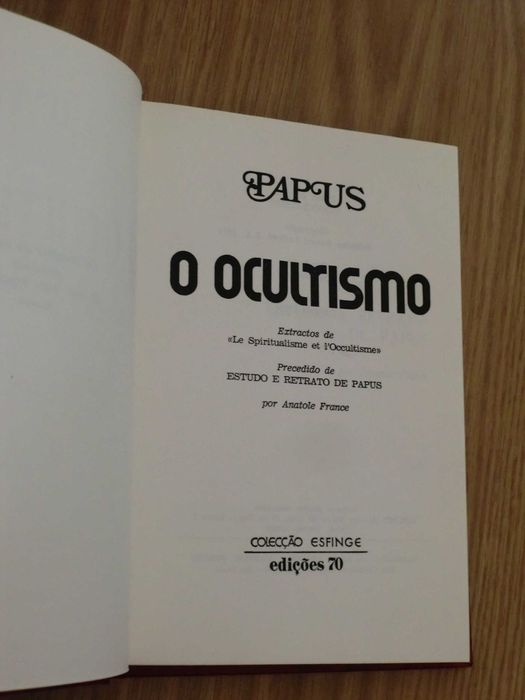 PAPUS
O OCULTISMO
Extractos de
«Le Spiritualisme et l'Occultisme»
Precedido de
ESTUDO E RETRATO DE PAPUS
por Anatole France
COLECÇÃO ESFINGE
edições 70